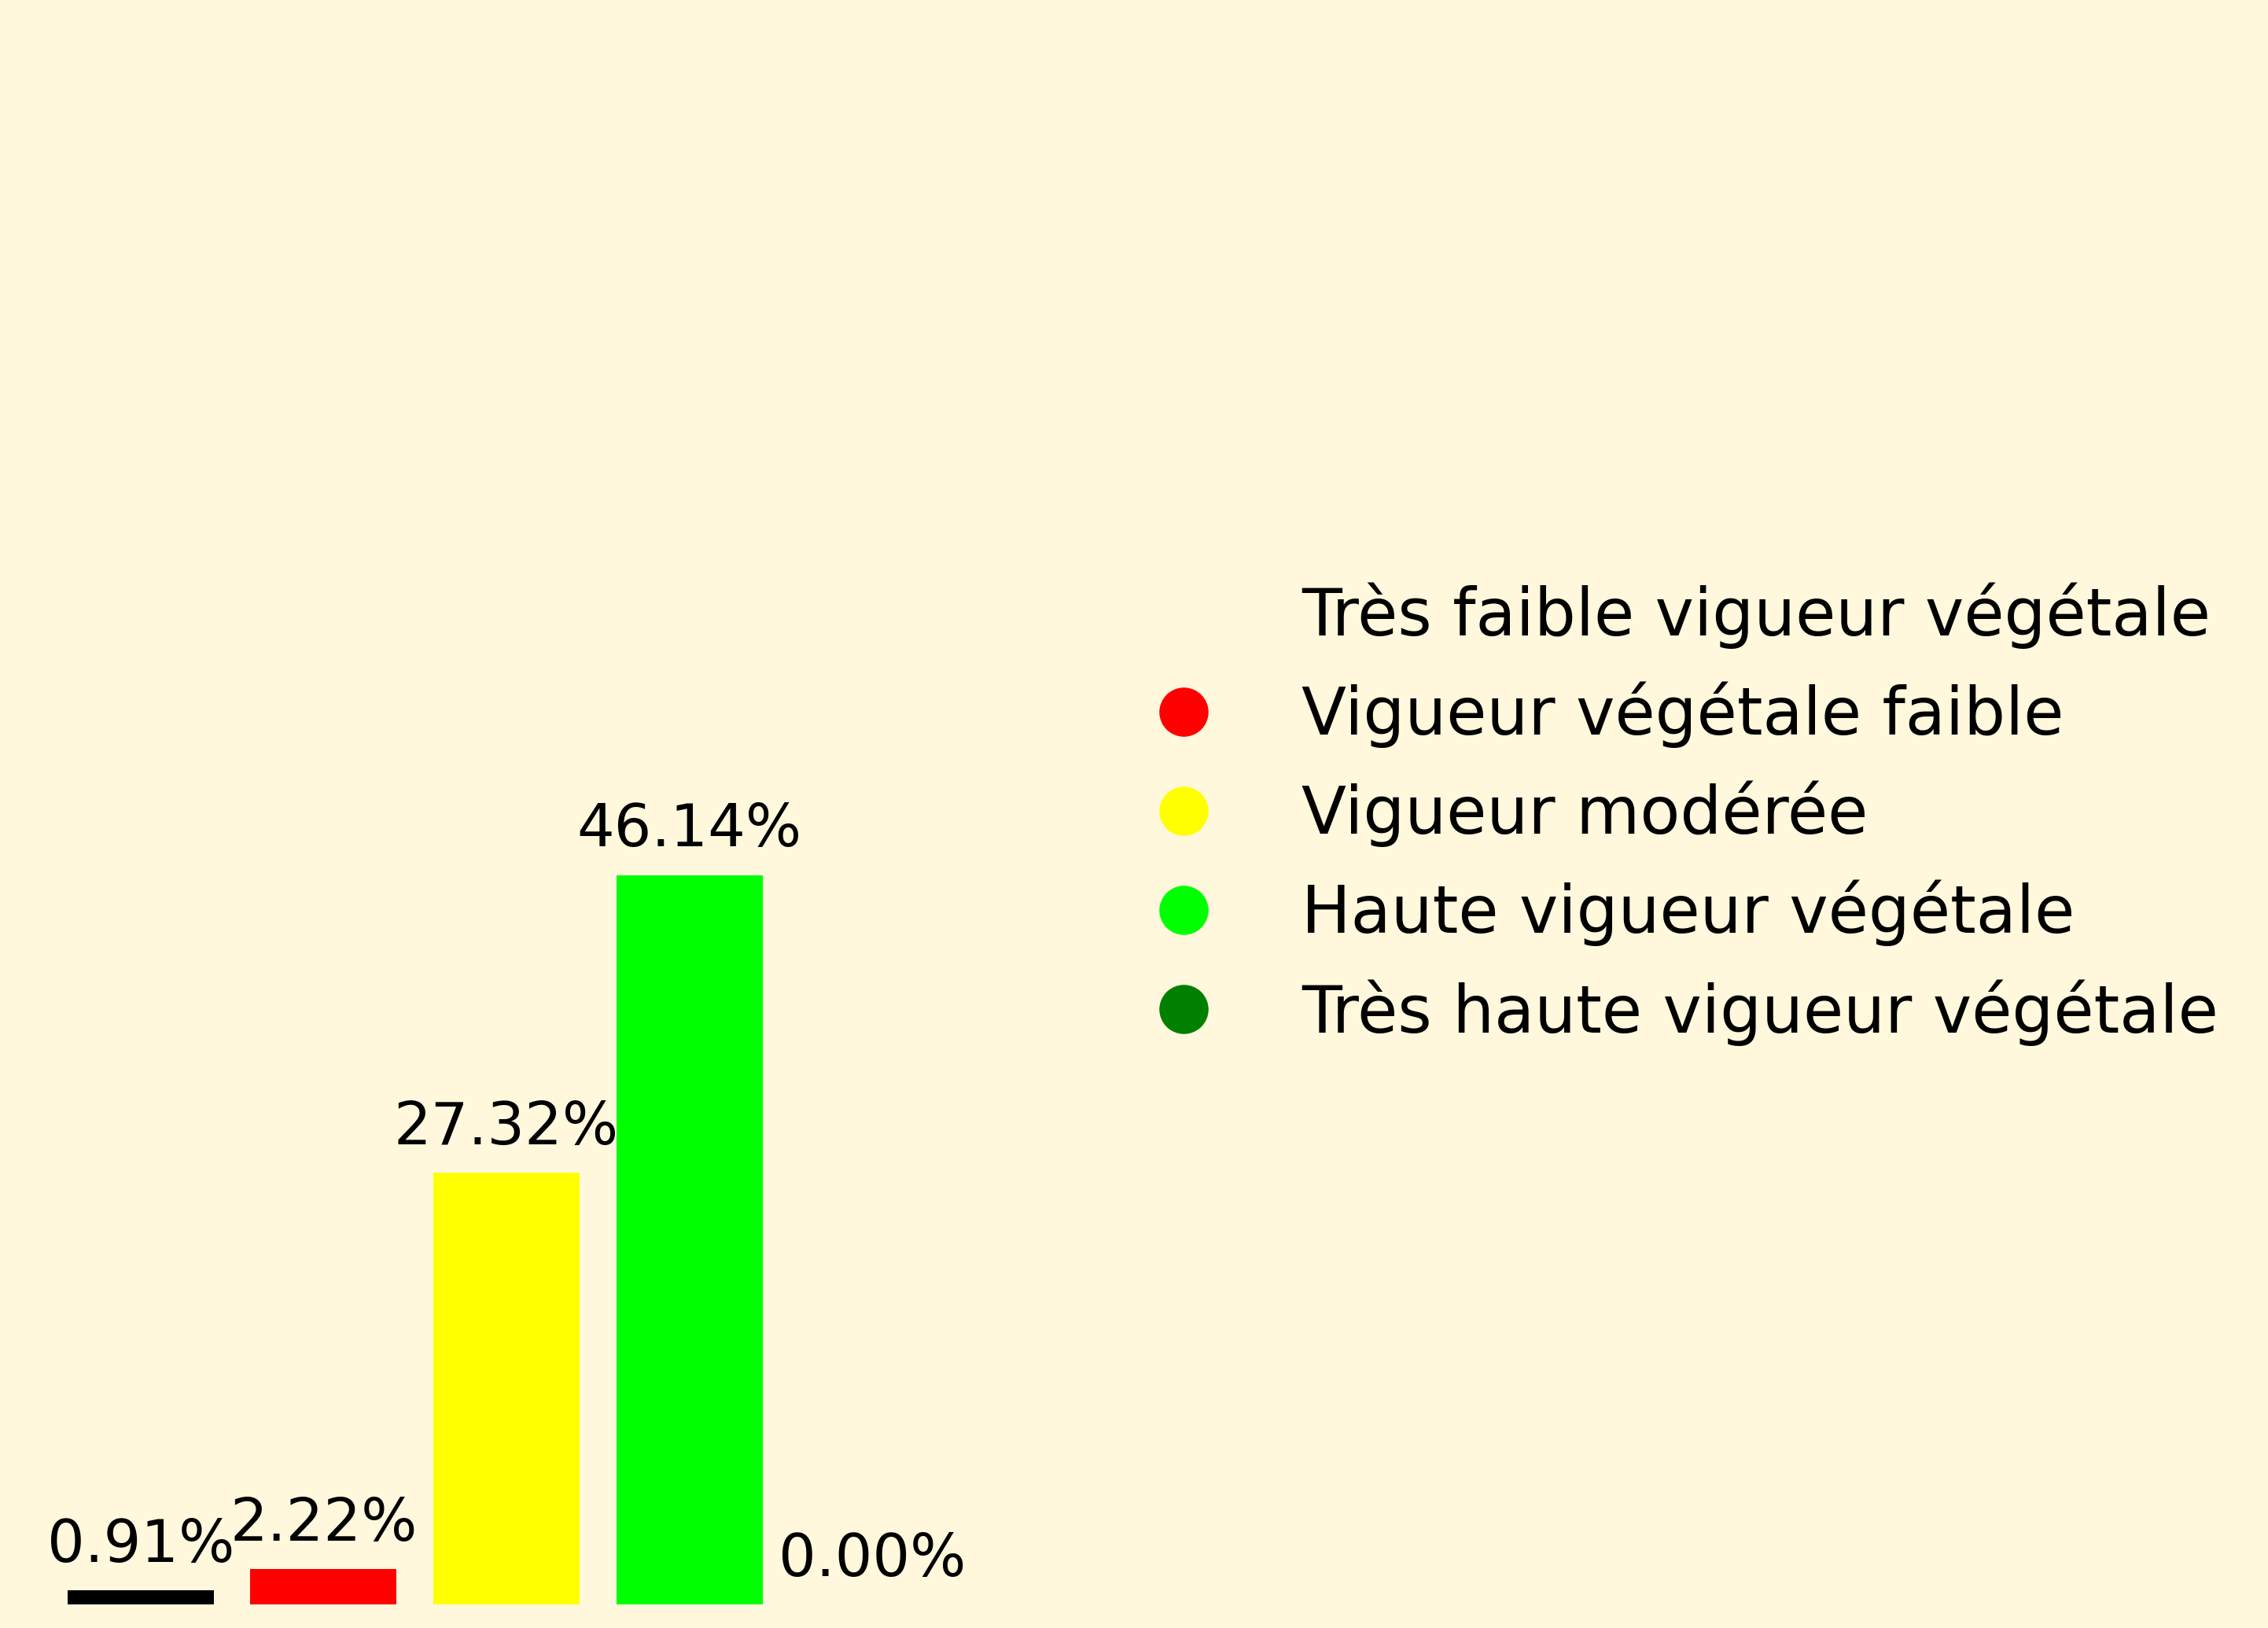 Très faible vigueur végétale
Vigueur végétale faible
Vigueur modérée
Haute vigueur végétale
Très haute vigueur végétale
46.14%
27.32%
2.22%
0.91%
0.00%